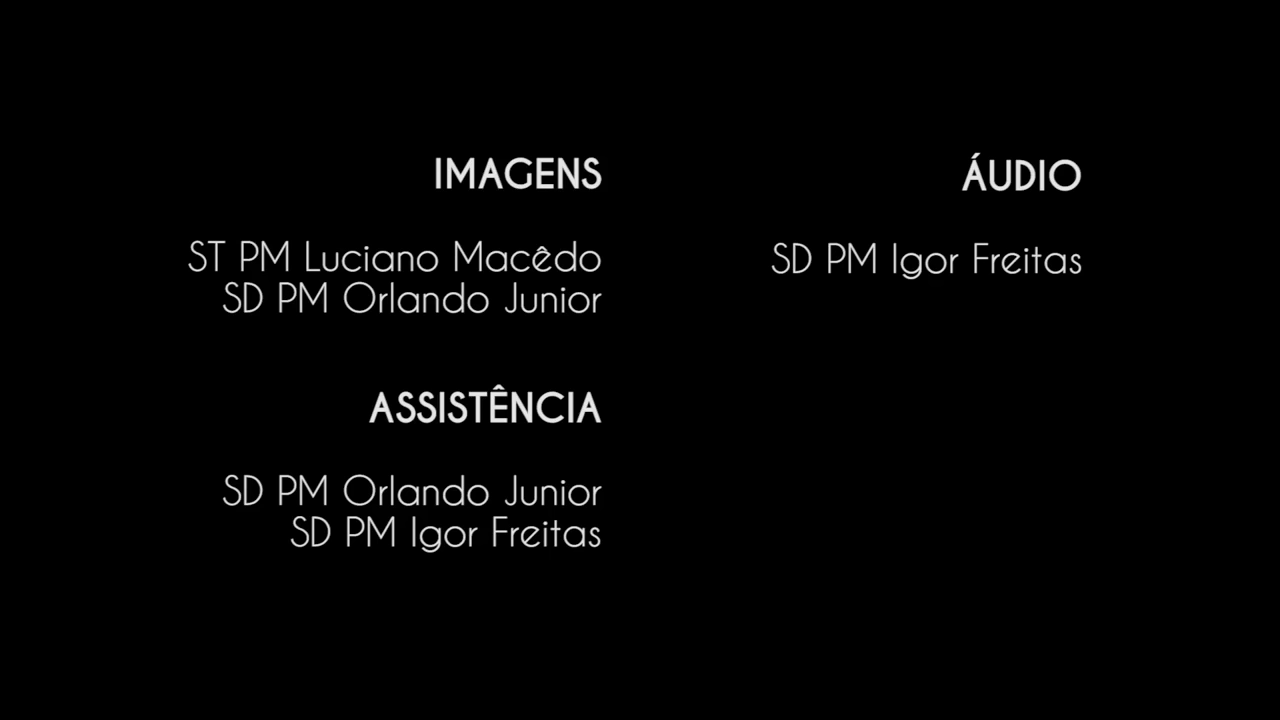 IMAGENS
ST PM Luciano Macêdo
SD PM Orlando Junior
ASSISTÊNCIA
SD PM Orlando Junior
SD PM Igor Freitas
ÁUDIO
SD PM Igor Freitas